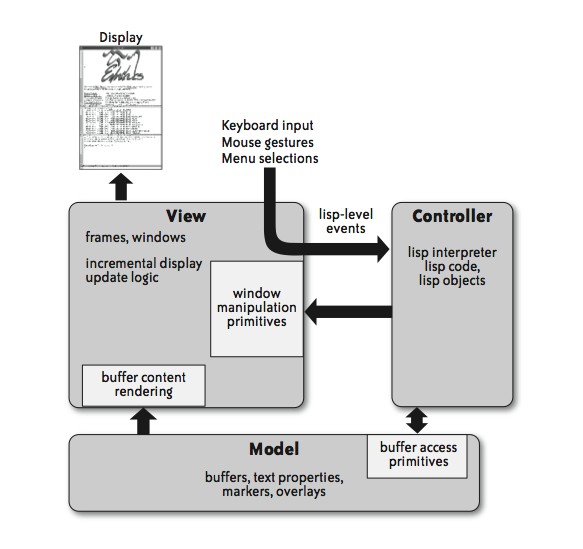 Display
Emacs
Keyboard input
Mouse gestures
Menu selections
View
frames, windows
incremental display
update logic
lisp-level
events
Controller
lisp interpreter
lisp code,
lisp objects
window
manipulation
primitives
buffer content
rendering
Model
buffers, text properties,
markers, overlays
buffer access
primitives